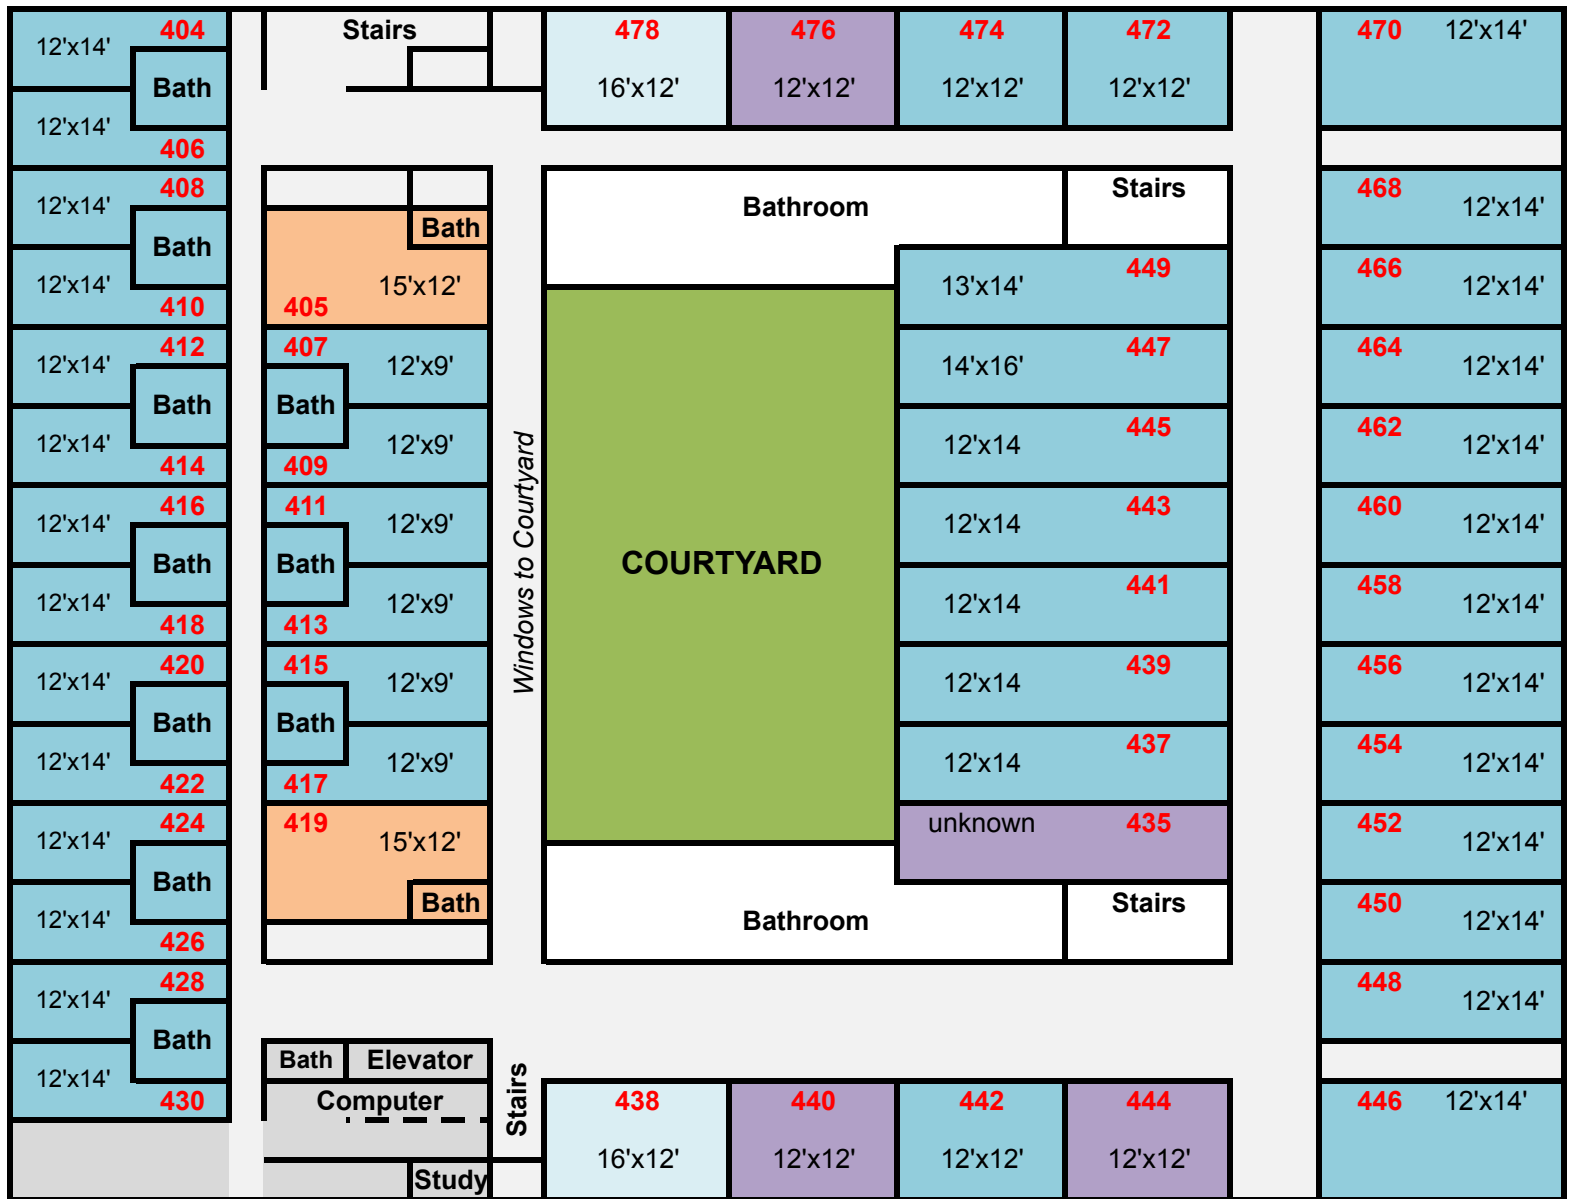 404
12'x14'
Bath
12'x14'
406
408
12'x14'
Bath
12'x14'
410
412
12'x14'
Bath
12'x14'
414
416
12'x14'
Bath
12'x14'
418
420
12'x14'
Bath
12'x14'
422
424
12'x14'
Bath
12'x14'
426
428
12'x14'
Bath
12'x14'
430
Stairs
Bath
15'x12'
405
407
12'x9'
Bath
12'x9'
409
411
12'x9'
Bath
12'x9'
413
415
12'x9'
Bath
12'x9'
417
419
15'x12'
Bath
Bath
Elevator
Computer
Study
Stairs
Windows to Courtyard
478
16'x12'
476
12'x12'
474
12'x12'
472
12'x12'
Bathroom
Stairs
COURTYARD
13'x14'
449
14'x16'
447
12'x14
445
12'x14
443
12'x14
441
12'x14
439
12'x14
437
unknown
435
Bathroom
Stairs
438
16'x12'
440
12'x12'
442
12'x12'
444
12'x12'
470 12'x14'
468
12'x14'
466
12'x14'
464
12'x14'
462
12'x14'
460
12'x14'
458
12'x14'
456
12'x14'
454
12'x14'
452
12'x14'
450
12'x14'
448
12'x14'
446 12'x14'